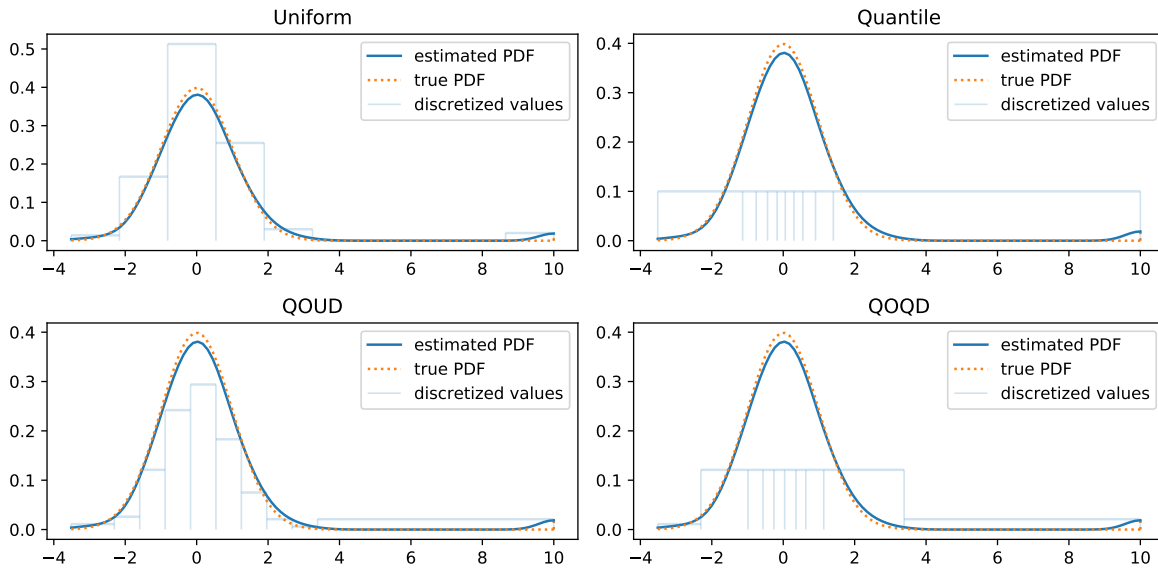 Uniform
0.5
0.4
0.3
0.2
0.1
0.0
estimated PDF
true PDF
discretized values
−4 −2 0 2 4 6 8 10
Quantile
0.4
0.3
0.2
0.1
0.0
estimated PDF
true PDF
discretized values
−4 −2 0 2 4 6 8 10
QOUD
0.4
0.3
0.2
0.1
0.0
estimated PDF
true PDF
discretized values
−4 −2 0 2 4 6 8 10
QOQD
0.4
0.3
0.2
0.1
0.0
estimated PDF
true PDF
discretized values
−4 −2 0 2 4 6 8 10